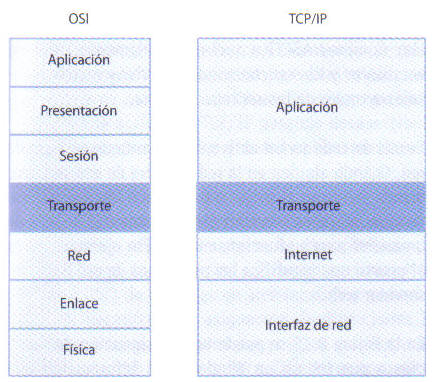 OSI
TCP/IP
Aplicación
Presentación
Sesión
Transporte
Red
Enlace
Física
Aplicación
Transporte
Internet
Interfaz de red